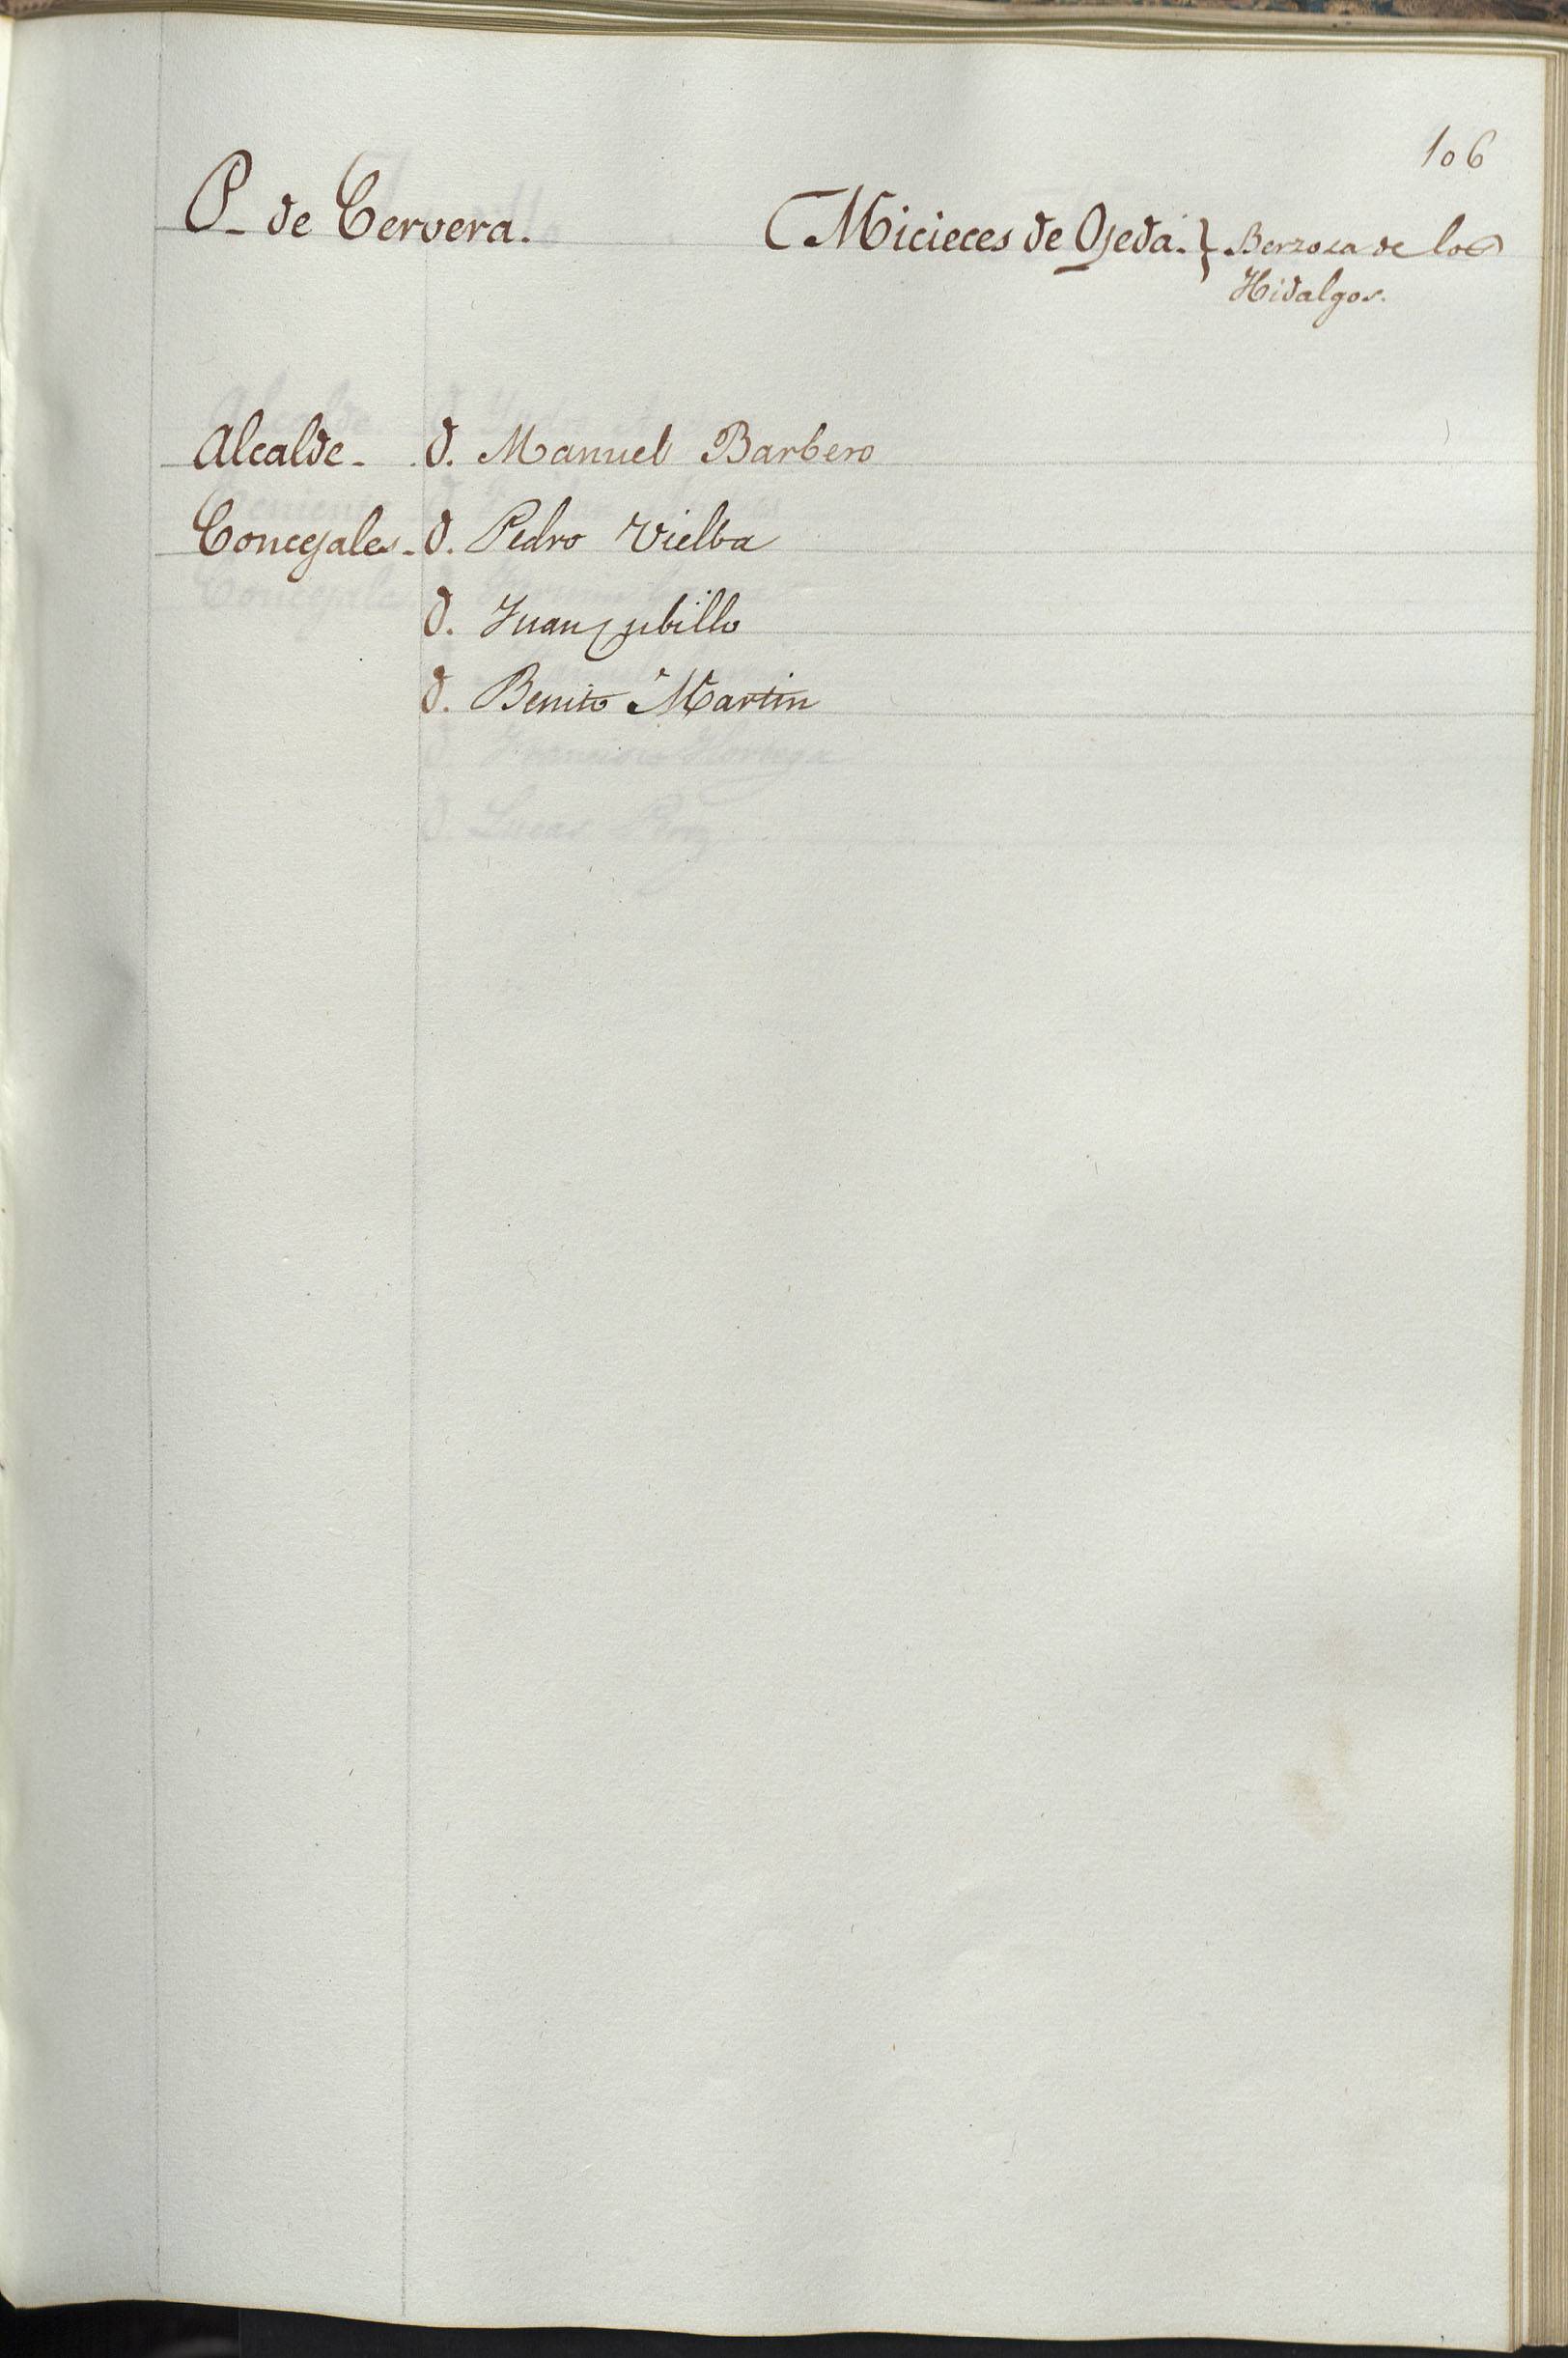 106
P. de Cervera. Micieces de Ojeda. } Berzosa de los
Hidalgos.
Alcalde - D. Manuel Barbero
Concejales - D. Pedro Vielba
D. Juan Gubillo
D. Benito Martin